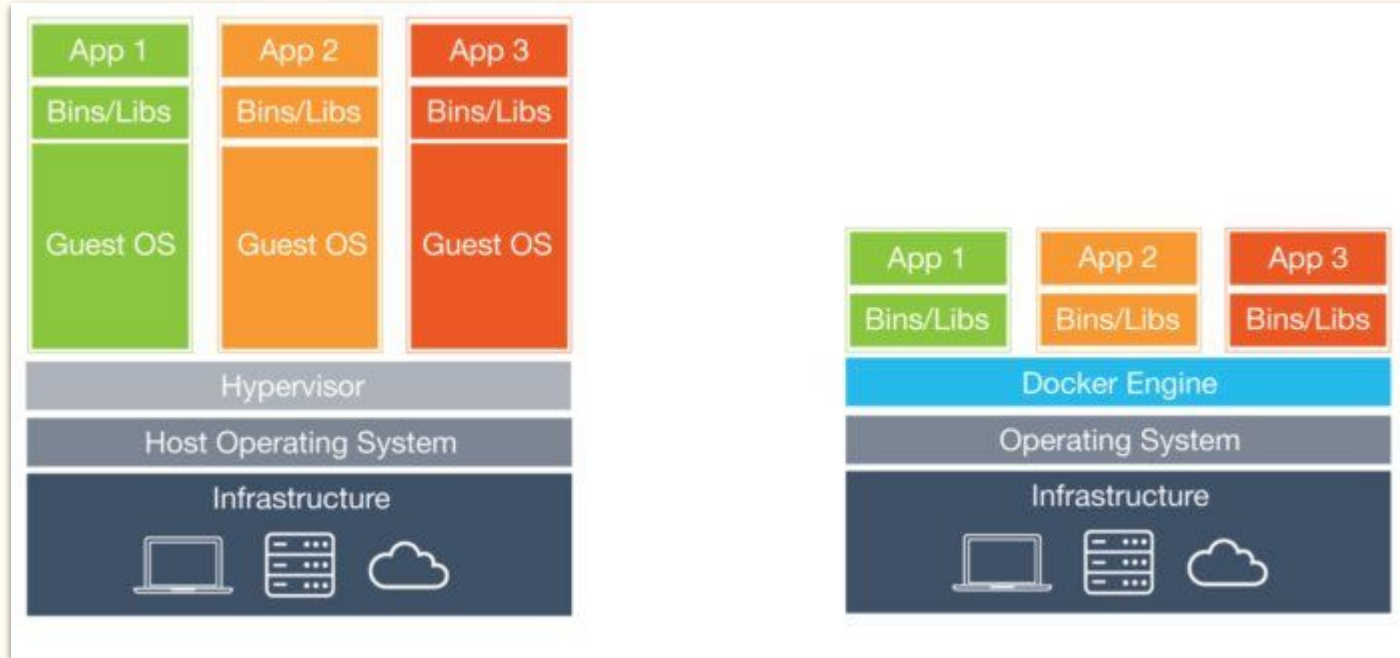 App 1
App 2
App 3
Bins/Libs
Bins/Libs
Bins/Libs
Guest OS
Guest OS
Guest OS
Hypervisor
Host Operating System
Infrastructure
App 1
App 2
App 3
Bins/Libs
Bins/Libs
Bins/Libs
Docker Engine
Operating System
Infrastructure